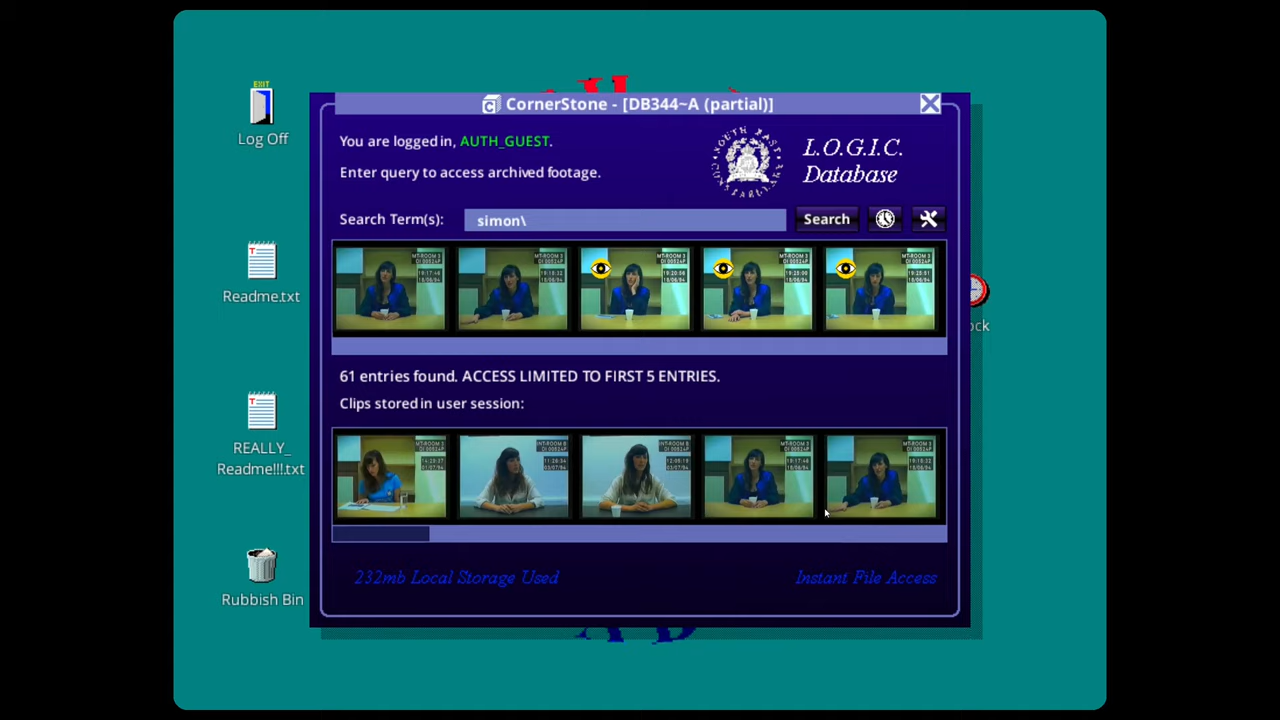 EXIT
Log Off
CornerStone - [DB344~A (partial)]
You are logged in, AUTH_GUEST.
Enter query to access archived footage.
L.O.G.I.C.
Database
Search Term(s):
simon\
Search
Readme.txt
61 entries found. ACCESS LIMITED TO FIRST 5 ENTRIES.
Clips stored in user session:
REALLY_
Readme!!!.txt
232mb Local Storage Used
Instant File Access
Rubbish Bin